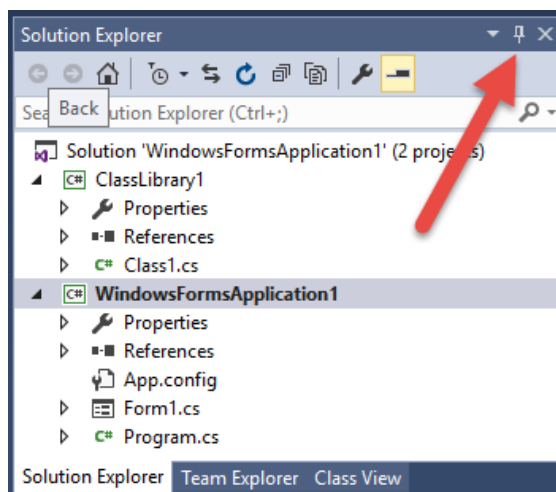 Solution Explorer
Back
Sea ution Explorer (Ctrl+;)
Solution 'WindowsFormsApplication1' (2 proje s)
C# ClassLibrary1
Properties
References
C# Class1.cs
C# WindowsFormsApplication1
Properties
References
App.config
Form1.cs
C# Program.cs
Solution Explorer Team Explorer Class View